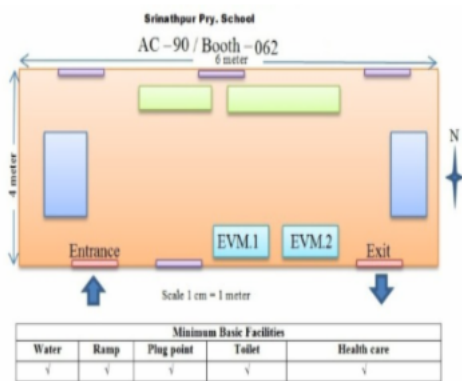 Srinathpur Pry. School
AC –90 / Booth –062
6 meter
4 meter
N
EVM.1 EVM.2
Entrance Exit
Scale 1 cm = 1 meter
Minimum Basic Facilities
Water Ramp Plug point Toilet Health care
√ √ √ √ √